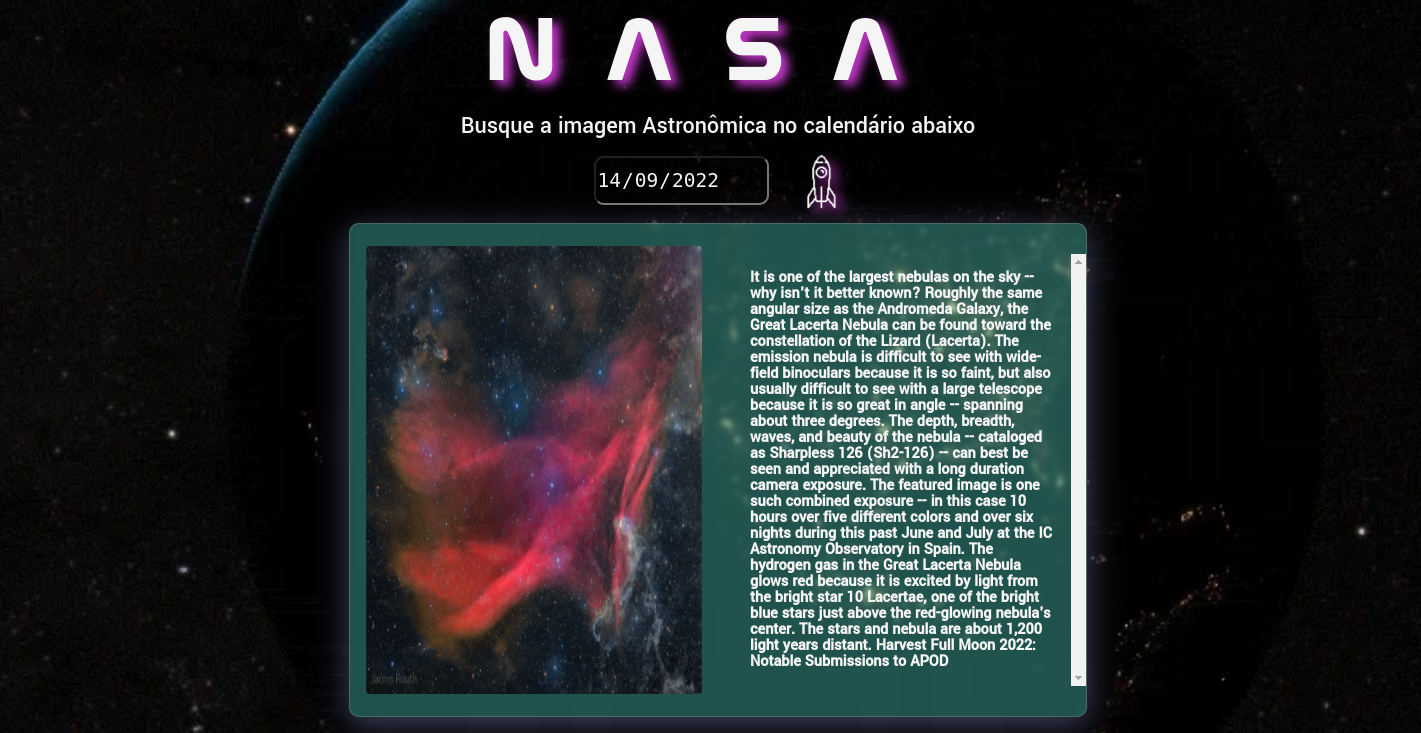 NASA
Busque a imagem Astronômica no calendário abaixo
14/09/2022
It is one of the largest nebulas on the sky --
why isn't it better known? Roughly the same
angular size as the Andromeda Galaxy, the
Great Lacerta Nebula can be found toward the
constellation of the Lizard (Lacerta). The
emission nebula is difficult to see with wide-
field binoculars because it is so faint, but also
usually difficult to see with a large telescope
because it is so great in angle -- spanning
about three degrees. The depth, breadth,
waves, and beauty of the nebula -- cataloged
as Sharpless 126 (Sh2-126) -- can best be
seen and appreciated with a long duration
camera exposure. The featured image is one
such combined exposure -- in this case 10
hours over five different colors and over six
nights during this past June and July at the IC
Astronomy Observatory in Spain. The
hydrogen gas in the Great Lacerta Nebula
glows red because it is excited by light from
the bright star 10 Lacertae, one of the bright
blue stars just above the red-glowing nebula's
center. The stars and nebula are about 1,200
light years distant. Harvest Full Moon 2022:
Notable Submissions to APOD
Jarmo Ruuth